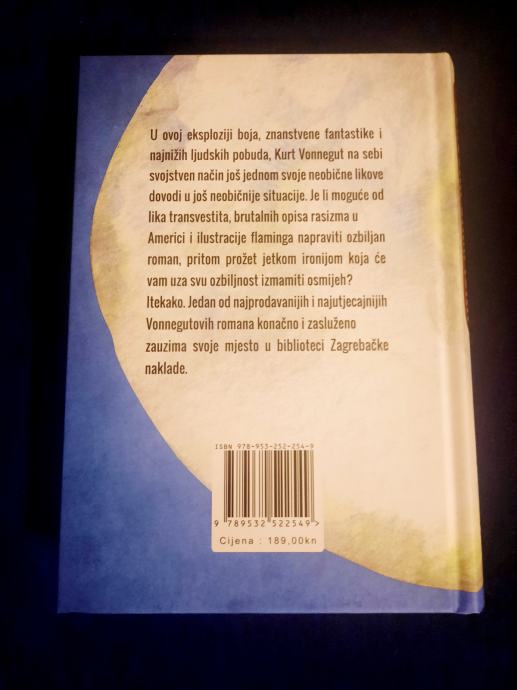 U ovoj eksploziji boja, znanstvene fantastike i
najnižih ljudskih pobuda, Kurt Vonnegut na sebi
svojstven način još jednom svoje neobične likove
dovodi u još neobičnije situacije. Je li moguće od
lika transvestita, brutalnih opisa rasizma u
Americi i ilustracije flaminga napraviti ozbiljan
roman, pritom prožet jetkom ironijom koja će
vam uza svu ozbiljnost izmamiti osmijeh?
Itekako. Jedan od najprodavanijih i najutjecajnijih
Vonnegutovih romana konačno i zasluženo
zauzima svoje mjesto u biblioteci Zagrebačke
naklade.
ISBN 978-953-252-254-9
9 789532 522549 >
Cijena : 189,00kn